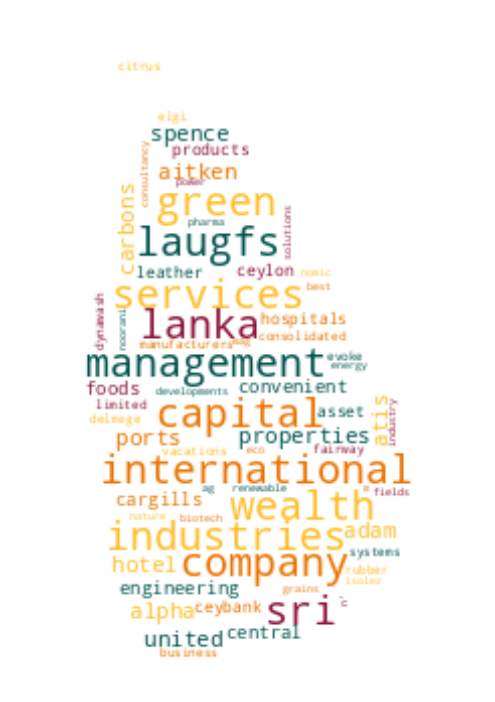 citrus
elgi
spence
products
consultancy
aitken
power
green
carbons
pharma
solutions
laugfs
leather
ceylon
nomic
services
best
dynawash
noorani
lanka
hospitals
consolidated
manufacturers
management
evoke
energy
foods
developments
convenient
limited
capital
asset
atis
industry
delmege
ports
properties
vacations
eco
fairway
international
ag
renewable
fields
cargills
wealth
nature
biotech
industries
adam
systems
hotel
company
rubber
isolez
engineering
grains
alpha
ceybank
sri
c
united
central
business